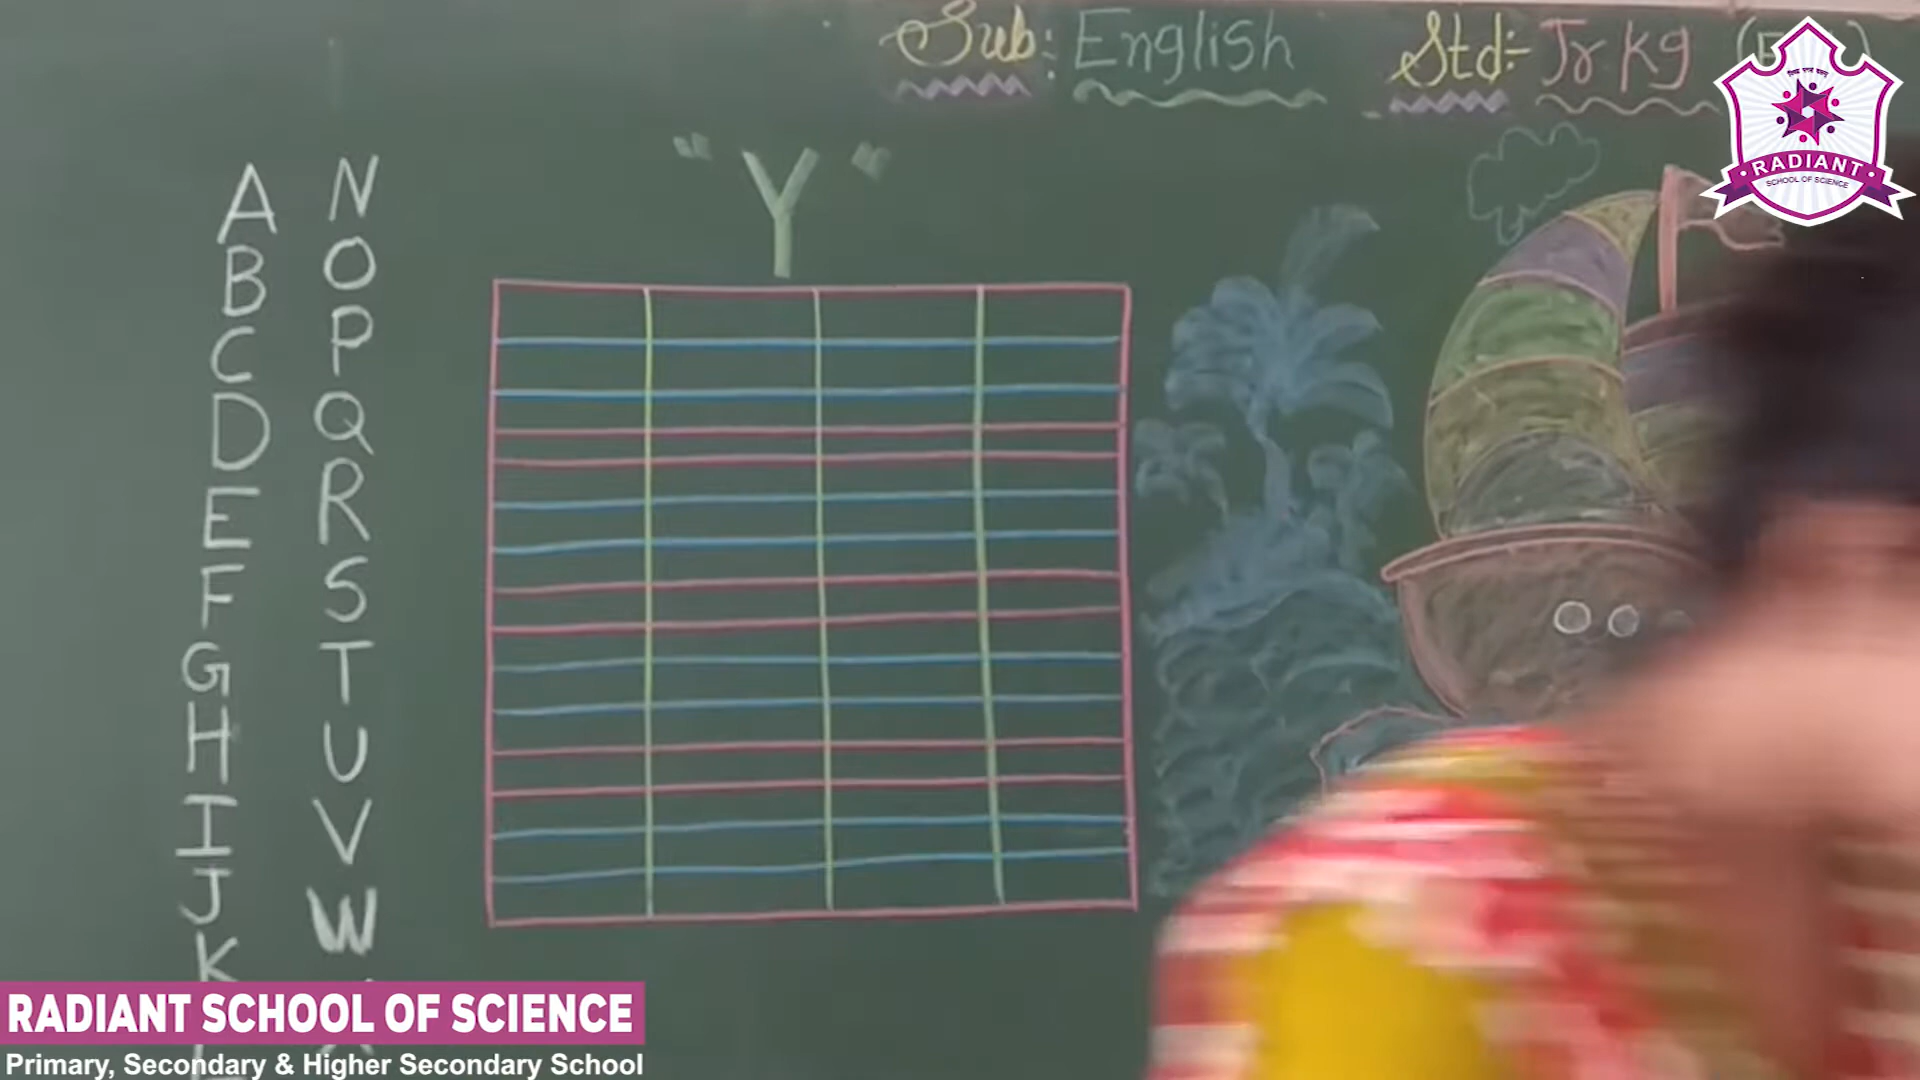 Sub: English Std:- Jr kg
"Y"
A
B
C
D
E
F
G
H
I
J
K
N
O
P
Q
R
S
T
U
V
W
RADIANT
SCHOOL OF SCIENCE
RADIANT SCHOOL OF SCIENCE
Primary, Secondary & Higher Secondary School